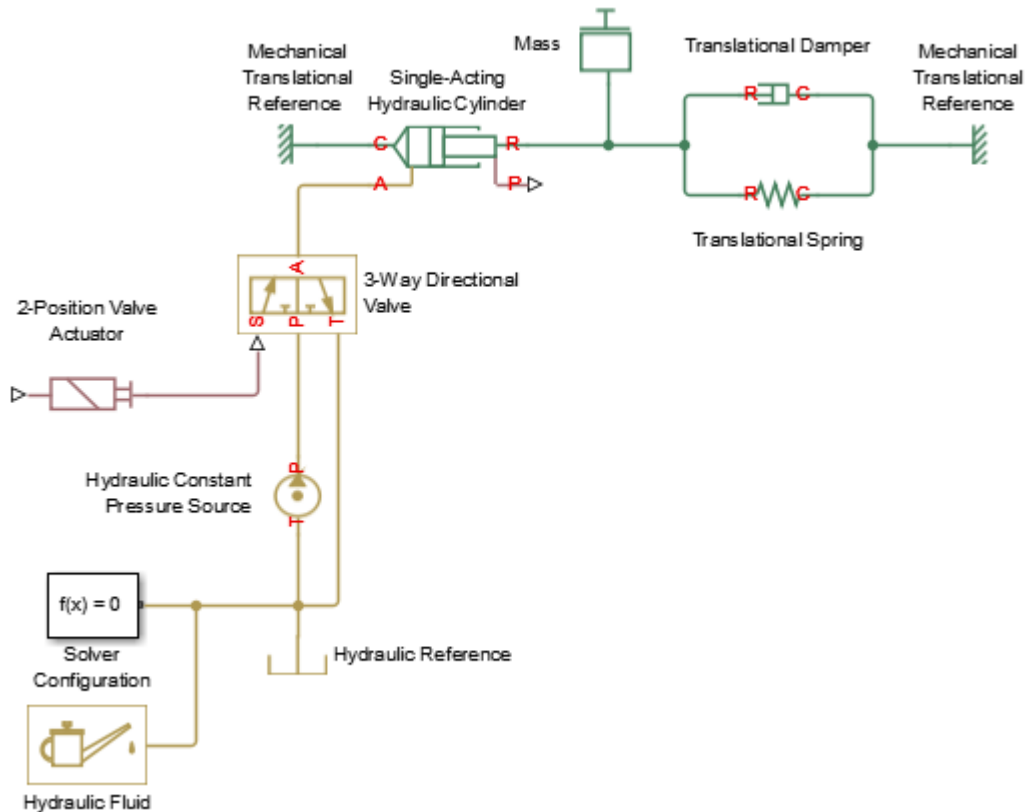 Mechanical
Translational
Reference
Single-Acting
Hydraulic Cylinder
Mass
Translational Damper
Mechanical
Translational
Reference
C
R
A
P
R
C
R
C
Translational Spring
A
S
P
T
3-Way Directional
Valve
2-Position Valve
Actuator
Hydraulic Constant
Pressure Source
P
T
f(x) = 0
Solver
Configuration
Hydraulic Reference
Hydraulic Fluid